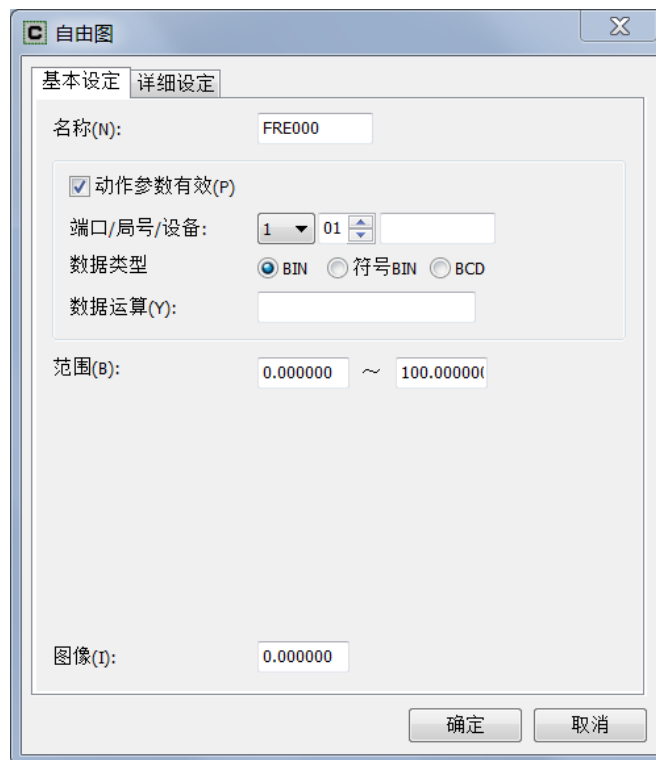 自由图
基本设定 详细设定
名称(N): FRE000
动作参数有效(P)
端口/局号/设备: 1 01
数据类型 BIN 符号BIN BCD
数据运算(Y):
范围(B): 0.000000 ～ 100.000000
图像(I): 0.000000
确定 取消